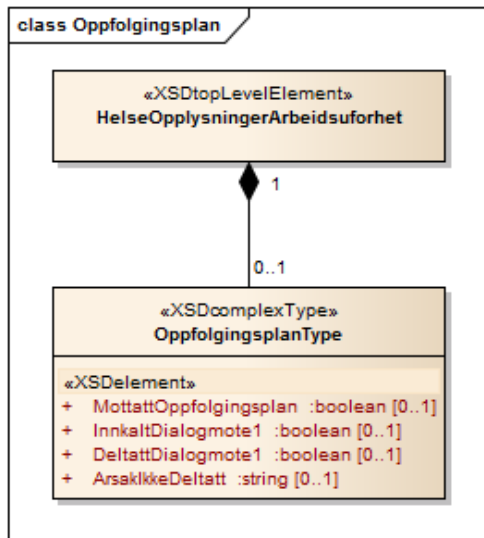 class Oppfolgingsplan
«XSDtopLevelElement»
HelseOpplysningerArbeidsuforhet
1
0..1
«XSDcomplexType»
OppfolgingsplanType
«XSDelement»
+ MottattOppfolgingsplan :boolean [0..1]
+ InnkaltDialogmote1 :boolean [0..1]
+ DeltattDialogmote1 :boolean [0..1]
+ ArsakIkkeDeltatt :string [0..1]